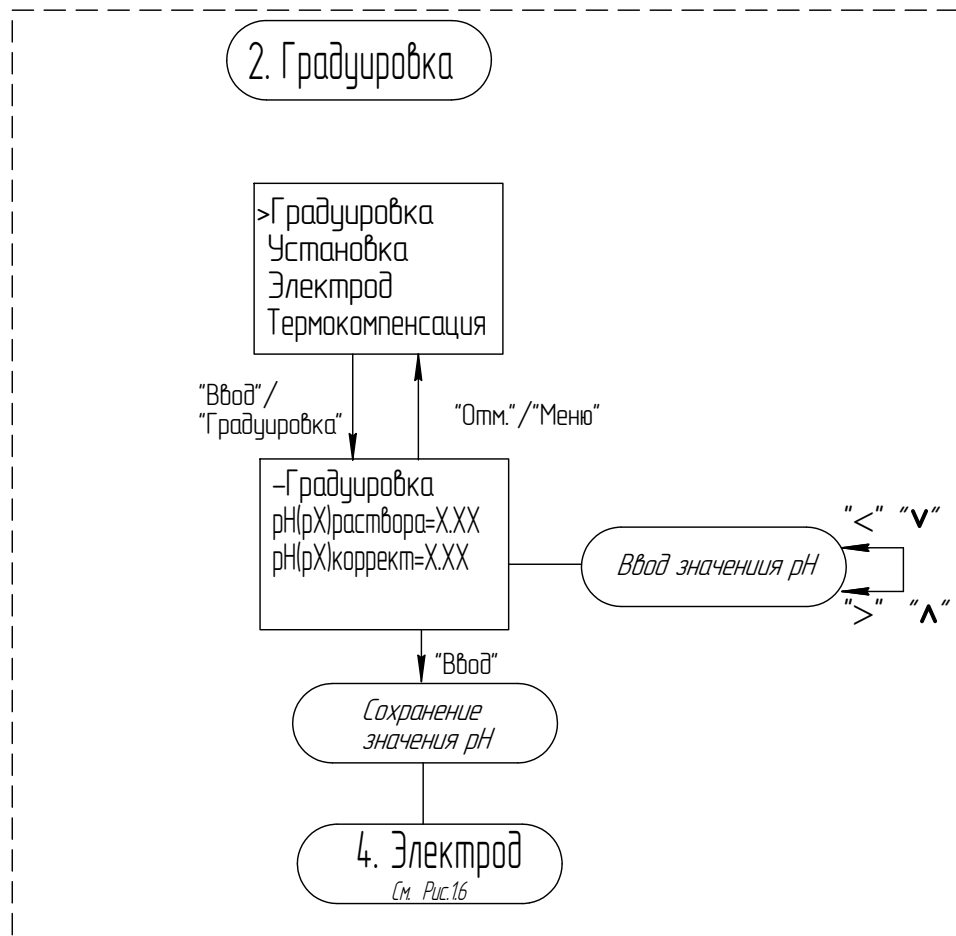 2. Градуировка
>Градуировка
Установка
Электрод
Термокомпенсация
"Ввод"/
"Градуировка"
"Отм."/"Меню"
-Градуировка
pH(pX)раствора=X.XX
pH(pX)коррект=X.XX
"<" "∨"
Ввод значениия pH
">" "∧"
"Ввод"
Сохранение
значения pH
4. Электрод
См. Рис.1.6